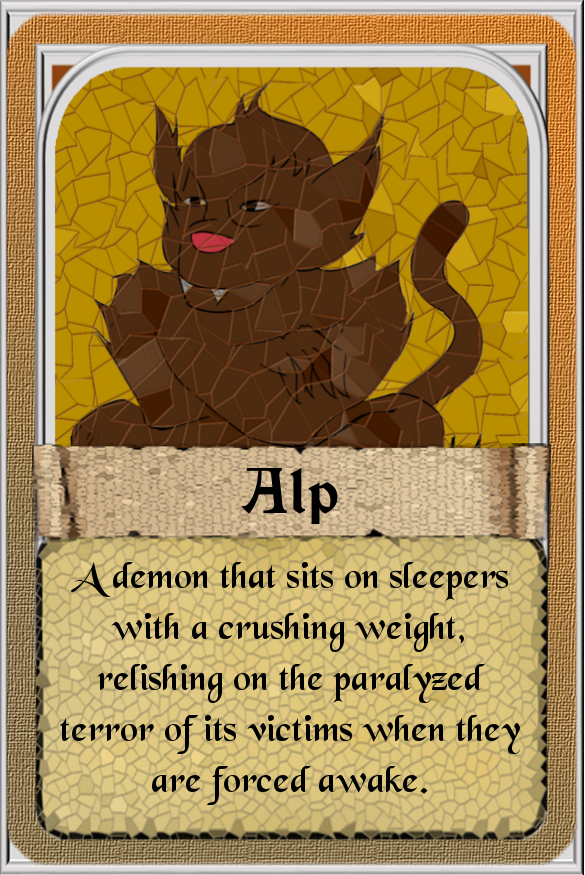 Alp
A demon that sits on sleepers
with a crushing weight,
relishing on the paralyzed
terror of its victims when they
are forced awake.